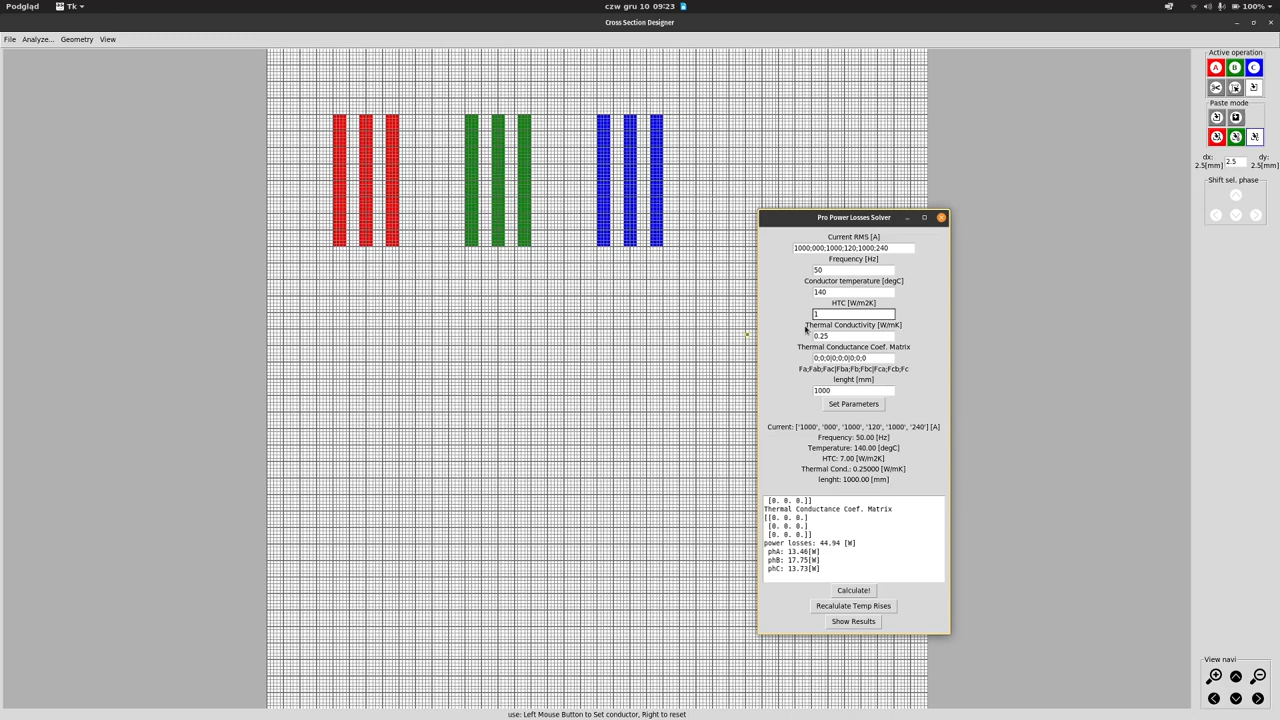 Podgląd Tk czw gru 10 09:23 100%
Cross Section Designer
File Analyze... Geometry View
Active operation
A B C
Paste mode
dx: 2.5 dy:
2.5[mm] 2.5[mm]
Shift sel. phase
Pro Power Losses Solver
Current RMS [A]
1000;000;1000;120;1000;240
Frequency [Hz]
50
Conductor temperature [degC]
140
HTC [W/m2K]
1
Thermal Conductivity [W/mK]
0.25
Thermal Conductance Coef. Matrix
0;0;0|0;0;0|0;0;0
Fa;Fab;Fac|Fba;Fb;Fbc|Fca;Fcb;Fc
lenght [mm]
1000
Set Parameters
Current: ['1000', '000', '1000', '120', '1000', '240'] [A]
Frequency: 50.00 [Hz]
Temperature: 140.00 [degC]
HTC: 7.00 [W/m2K]
Thermal Cond.: 0.25000 [W/mK]
lenght: 1000.00 [mm]
[0. 0. 0.]]
Thermal Conductance Coef. Matrix
[[0. 0. 0.]
[0. 0. 0.]
[0. 0. 0.]]
power losses: 44.94 [W]
phA: 13.46[W]
phB: 17.75[W]
phC: 13.73[W]
Calculate!
Recalulate Temp Rises
Show Results
View navi
use: Left Mouse Button to Set conductor, Right to reset